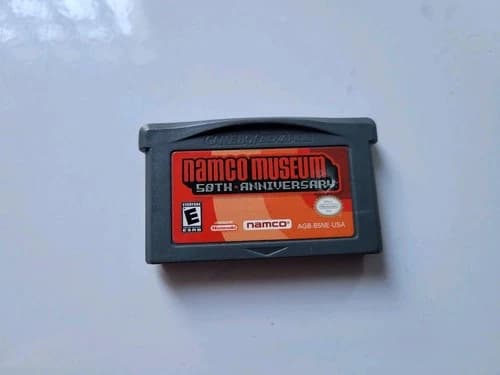 GAME BOY ADVANCE
namco museum
50TH ANNIVERSARY
EVERYONE
E
ESRB
Nintendo
namco
AGB-B5NE-USA